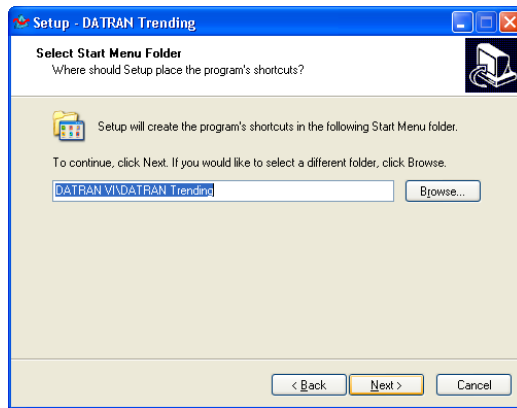 Setup - DATRAN Trending
Select Start Menu Folder
Where should Setup place the program's shortcuts?
Setup will create the program's shortcuts in the following Start Menu folder.
To continue, click Next. If you would like to select a different folder, click Browse.
DATRAN VI\DATRAN Trending
Browse...
< Back
Next >
Cancel